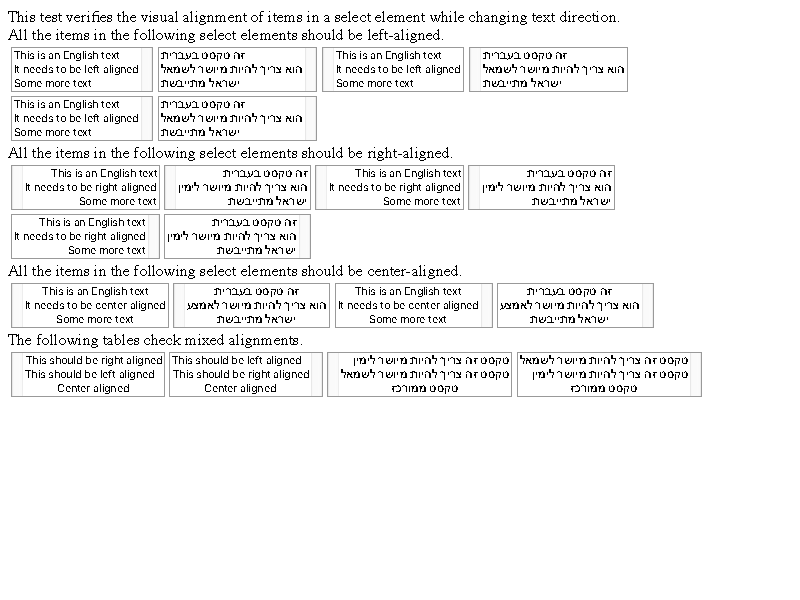 This test verifies the visual alignment of items in a select element while changing text direction.
All the items in the following select elements should be left-aligned.
This is an English text
It needs to be left aligned
Some more text
זה טקסט בעברית
הוא צריך להיות מיושר לשמאל
ישראל מתייבשת
This is an English text
It needs to be left aligned
Some more text
זה טקסט בעברית
הוא צריך להיות מיושר לשמאל
ישראל מתייבשת
This is an English text
It needs to be left aligned
Some more text
זה טקסט בעברית
הוא צריך להיות מיושר לשמאל
ישראל מתייבשת
All the items in the following select elements should be right-aligned.
This is an English text
It needs to be right aligned
Some more text
זה טקסט בעברית
הוא צריך להיות מיושר לימין
ישראל מתייבשת
This is an English text
It needs to be right aligned
Some more text
זה טקסט בעברית
הוא צריך להיות מיושר לימין
ישראל מתייבשת
This is an English text
It needs to be right aligned
Some more text
זה טקסט בעברית
הוא צריך להיות מיושר לימין
ישראל מתייבשת
All the items in the following select elements should be center-aligned.
This is an English text
It needs to be center aligned
Some more text
זה טקסט בעברית
הוא צריך להיות מיושר לאמצע
ישראל מתייבשת
This is an English text
It needs to be center aligned
Some more text
זה טקסט בעברית
הוא צריך להיות מיושר לאמצע
ישראל מתייבשת
The following tables check mixed alignments.
This should be right aligned
This should be left aligned
Center aligned
This should be left aligned
This should be right aligned
Center aligned
טקסט זה צריך להיות מיושר לימין
טקסט זה צריך להיות מיושר לשמאל
טקסט ממורכז
טקסט זה צריך להיות מיושר לשמאל
טקסט זה צריך להיות מיושר לימין
טקסט ממורכז